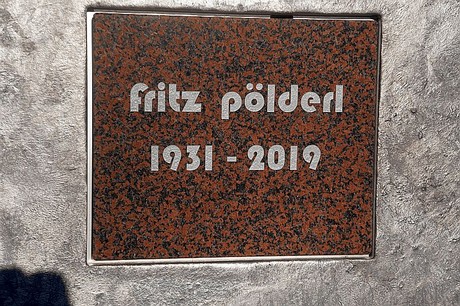 fritz pölderl
1931 - 2019